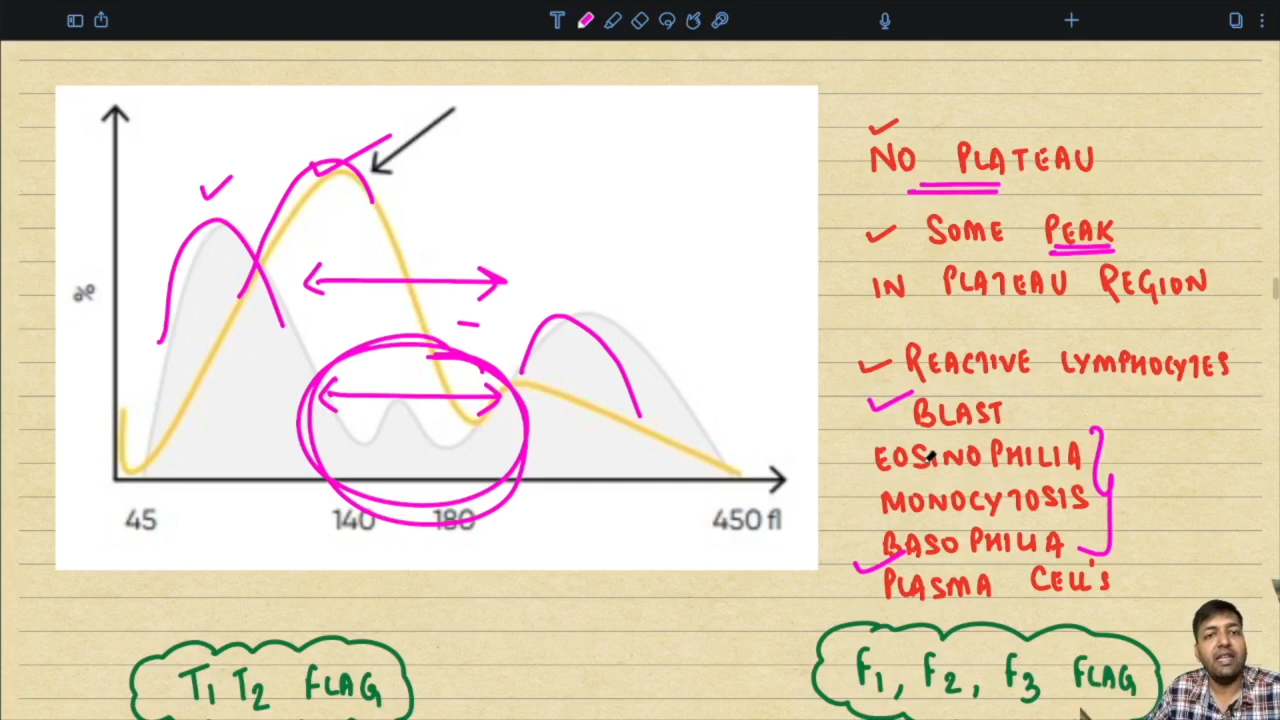 %
45 140 180 450 fl
NO PLATEAU
SOME PEAK
IN PLATEAU REGION
REACTIVE LYMPHOCYTES
BLAST
EOSINOPHILIA
MONOCYTOSIS
BASOPHILIA
PLASMA CELL'S
T1 T2 FLAG
F1, F2, F3 FLAG